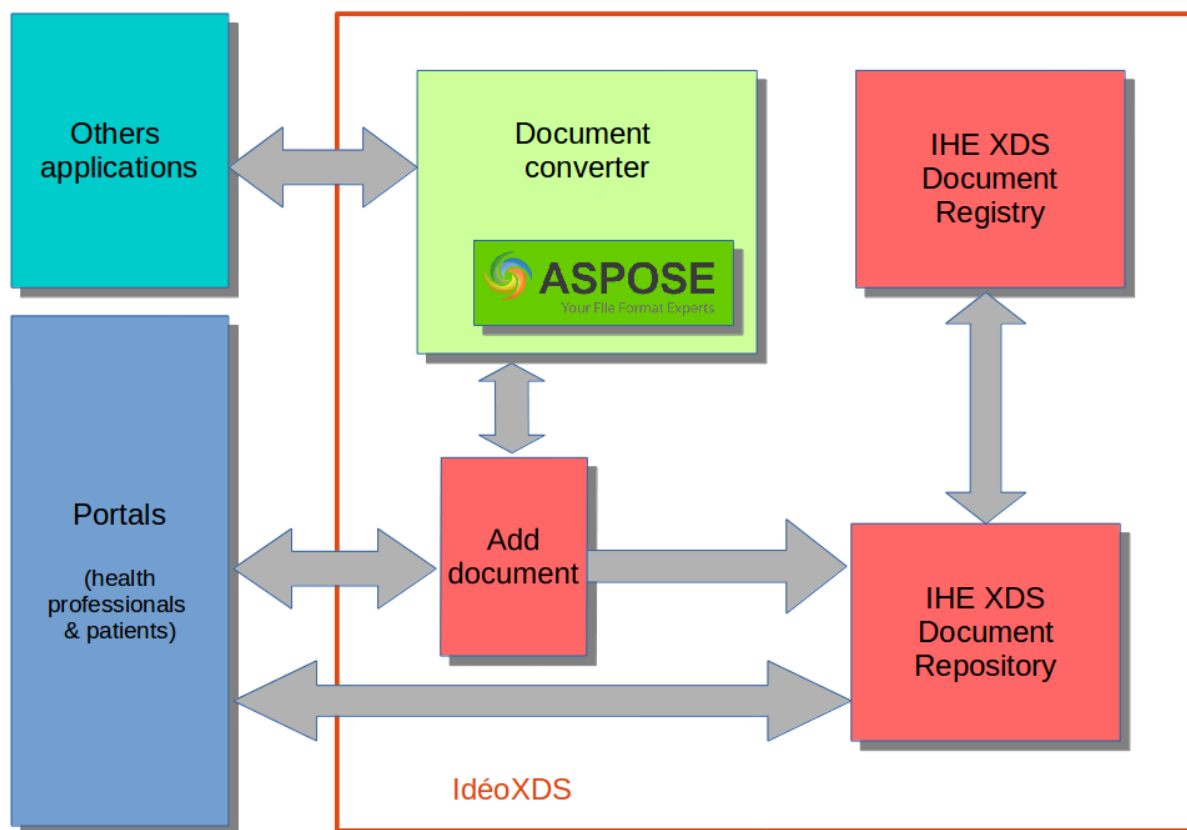 Others
applications
Document
converter
ASPOSE
Your File Format Experts
IHE XDS
Document
Registry
Portals
(health
professionals
& patients)
Add
document
IHE XDS
Document
Repository
IdéoXDS